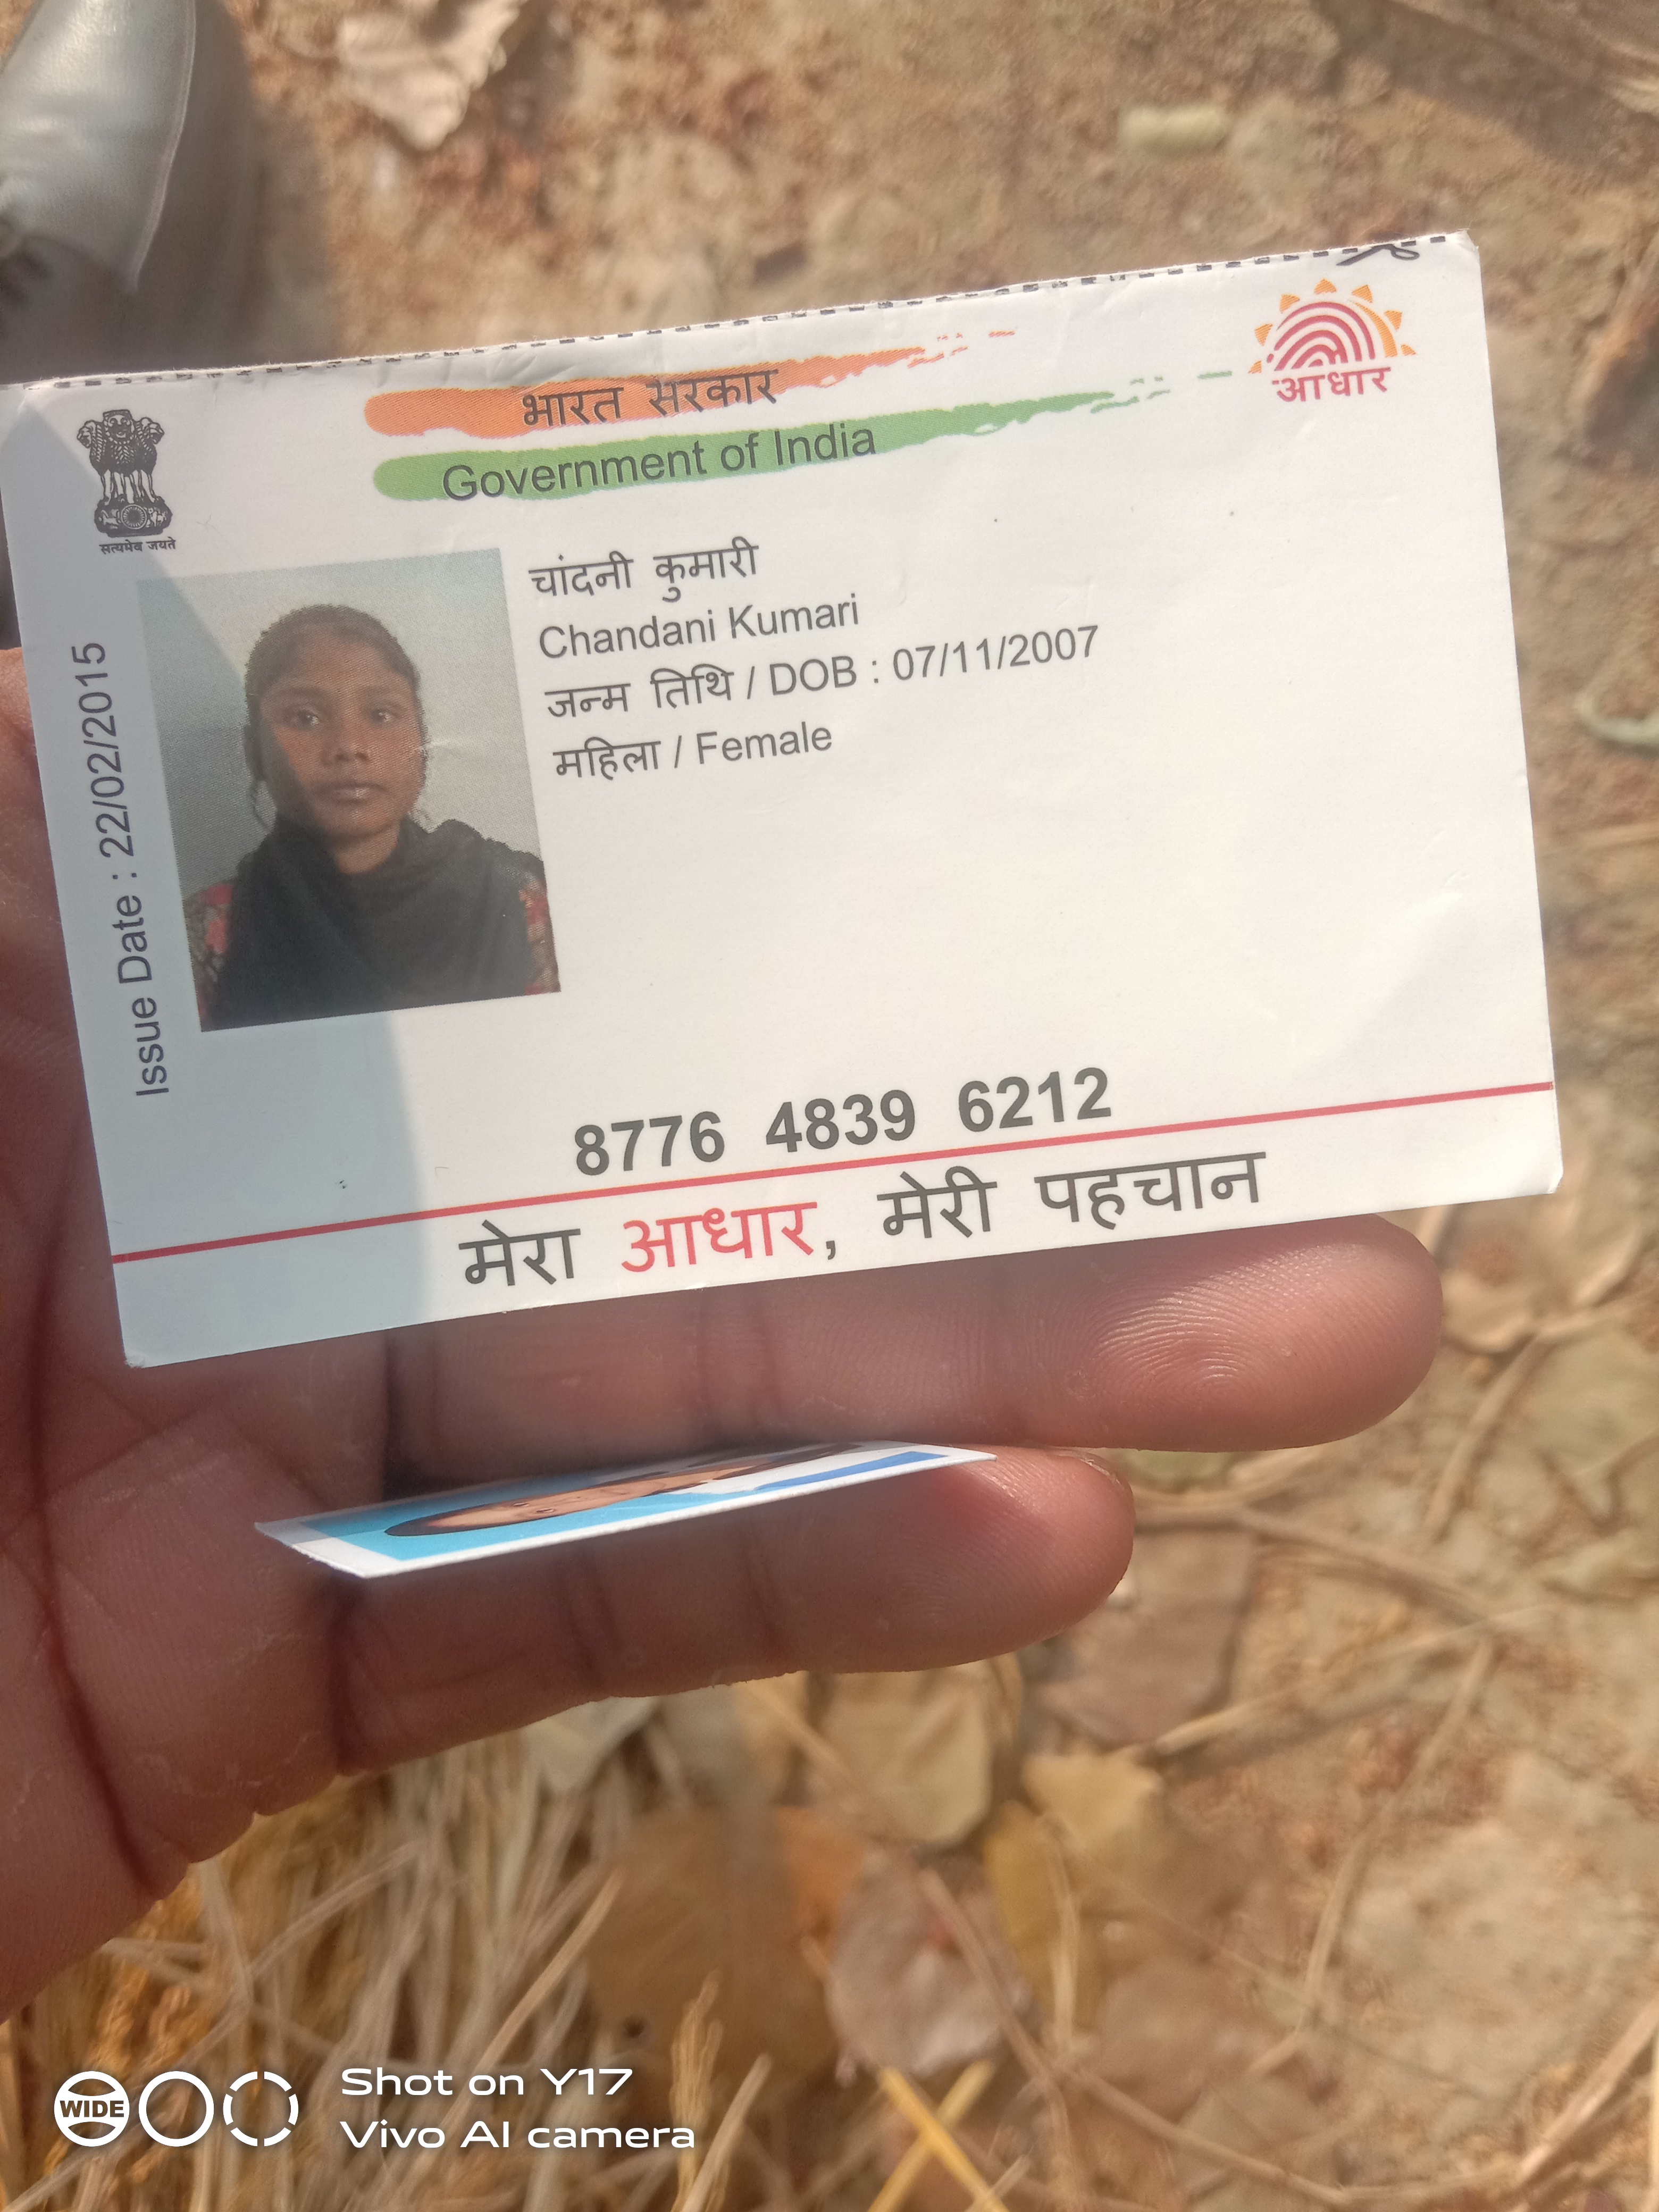 भारत सरकार
Government of India
आधार
सत्यमेव जयते
चांदनी कुमारी
Chandani Kumari
जन्म तिथि / DOB : 07/11/2007
महिला / Female
Issue Date : 22/02/2015
8776 4839 6212
मेरा आधार, मेरी पहचान
WIDE
Shot on Y17
Vivo AI camera